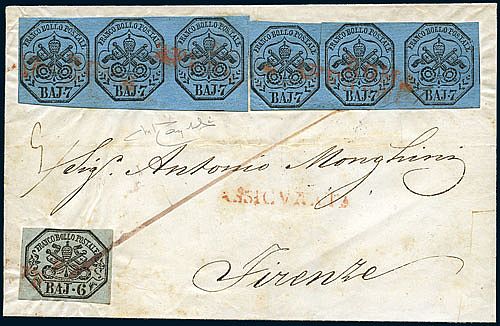 FRANCO BOLLO POSTALE FRANCO BOLLO POSTALE FRANCO BOLLO POSTALE FRANCO BOLLO POSTALE FRANCO BOLLO POSTALE FRANCO BOLLO POSTALE
BAJ·7 BAJ·7 BAJ·7 BAJ·7 BAJ·7 BAJ·7
Sig. Antonio Monghini
ASSICURATA
FRANCO BOLLO POSTALE
BAJ·6
Firenze